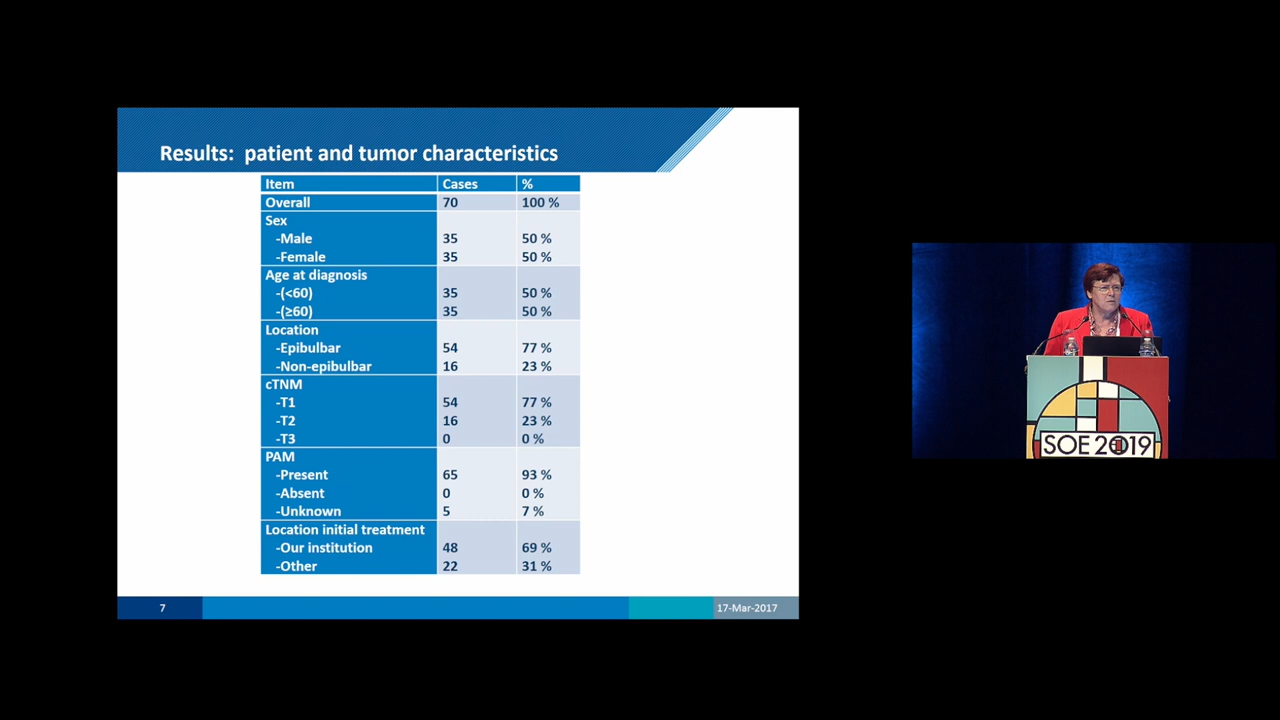 Results: patient and tumor characteristics
Item Cases %
Overall 70 100 %
Sex
-Male 35 50 %
-Female 35 50 %
Age at diagnosis
-(<60) 35 50 %
-(≥60) 35 50 %
Location
-Epibulbar 54 77 %
-Non-epibulbar 16 23 %
cTNM
-T1 54 77 %
-T2 16 23 %
-T3 0 0 %
PAM
-Present 65 93 %
-Absent 0 0 %
-Unknown 5 7 %
Location initial treatment
-Our institution 48 69 %
-Other 22 31 %
7 17-Mar-2017
SOE 2019